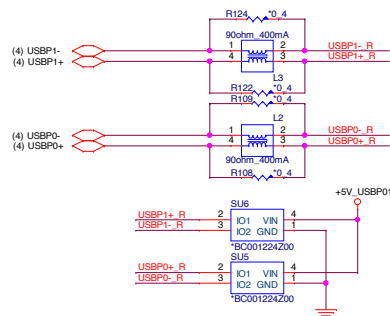 R124 *0_4
90ohm_400mA
(4) USBP1- 1 2 USBP1-_R
(4) USBP1+ 4 3 USBP1+_R
L3
R122 *0_4
R109 *0_4
L2
(4) USBP0- 1 2 USBP0-_R
(4) USBP0+ 4 3 USBP0+_R
90ohm_400mA
R108 *0_4
+5V_USBP01
SU6
USBP1+_R 2 IO1 VIN 4
USBP1-_R 3 IO2 GND 1
*BC001224Z00
SU5
USBP0+_R 2 IO1 VIN 4
USBP0-_R 3 IO2 GND 1
*BC001224Z00